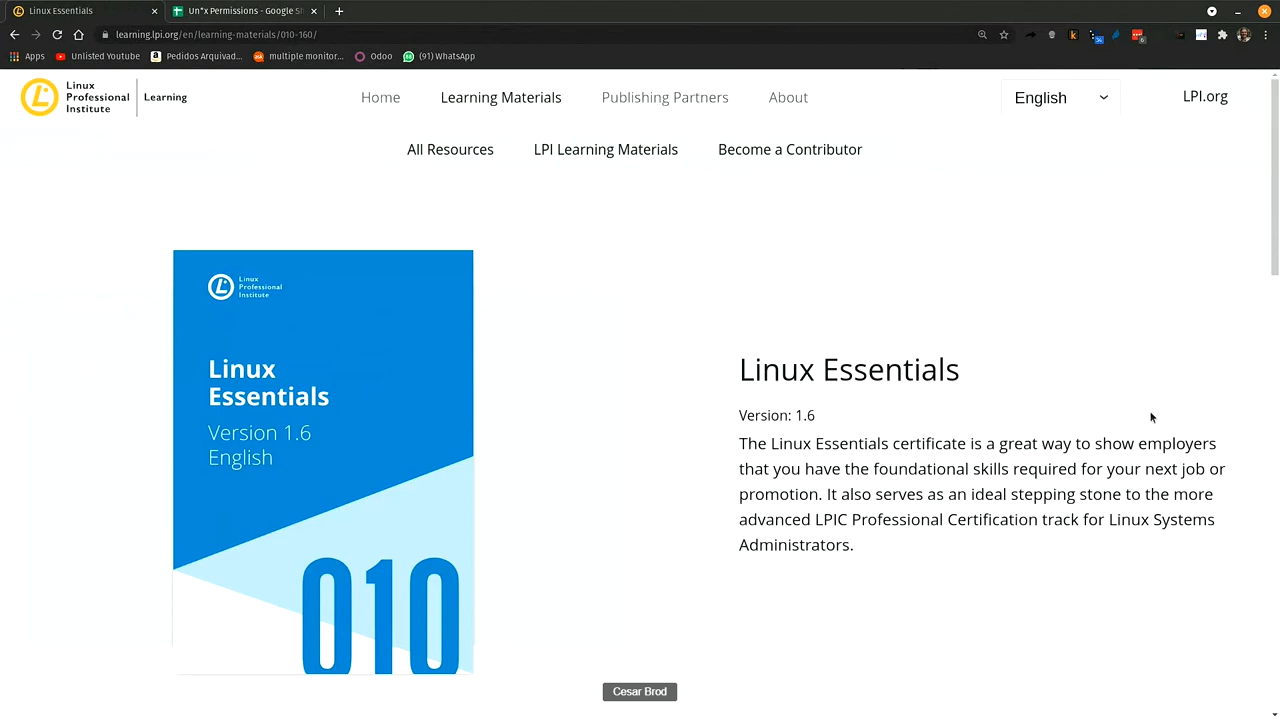 Linux Essentials
Un*x Permissions - Google Sh
learning.lpi.org/en/learning-materials/010-160/
Apps
Unlisted Youtube
Pedidos Arquivad...
multiple monitor...
Odoo
(91) WhatsApp
Linux
Professional
Institute
Learning
Home
Learning Materials
Publishing Partners
About
English
LPI.org
All Resources
LPI Learning Materials
Become a Contributor
Linux
Professional
Institute
Linux
Essentials
Version 1.6
English
010
Linux Essentials
Version: 1.6
The Linux Essentials certificate is a great way to show employers
that you have the foundational skills required for your next job or
promotion. It also serves as an ideal stepping stone to the more
advanced LPIC Professional Certification track for Linux Systems
Administrators.
Cesar Brod